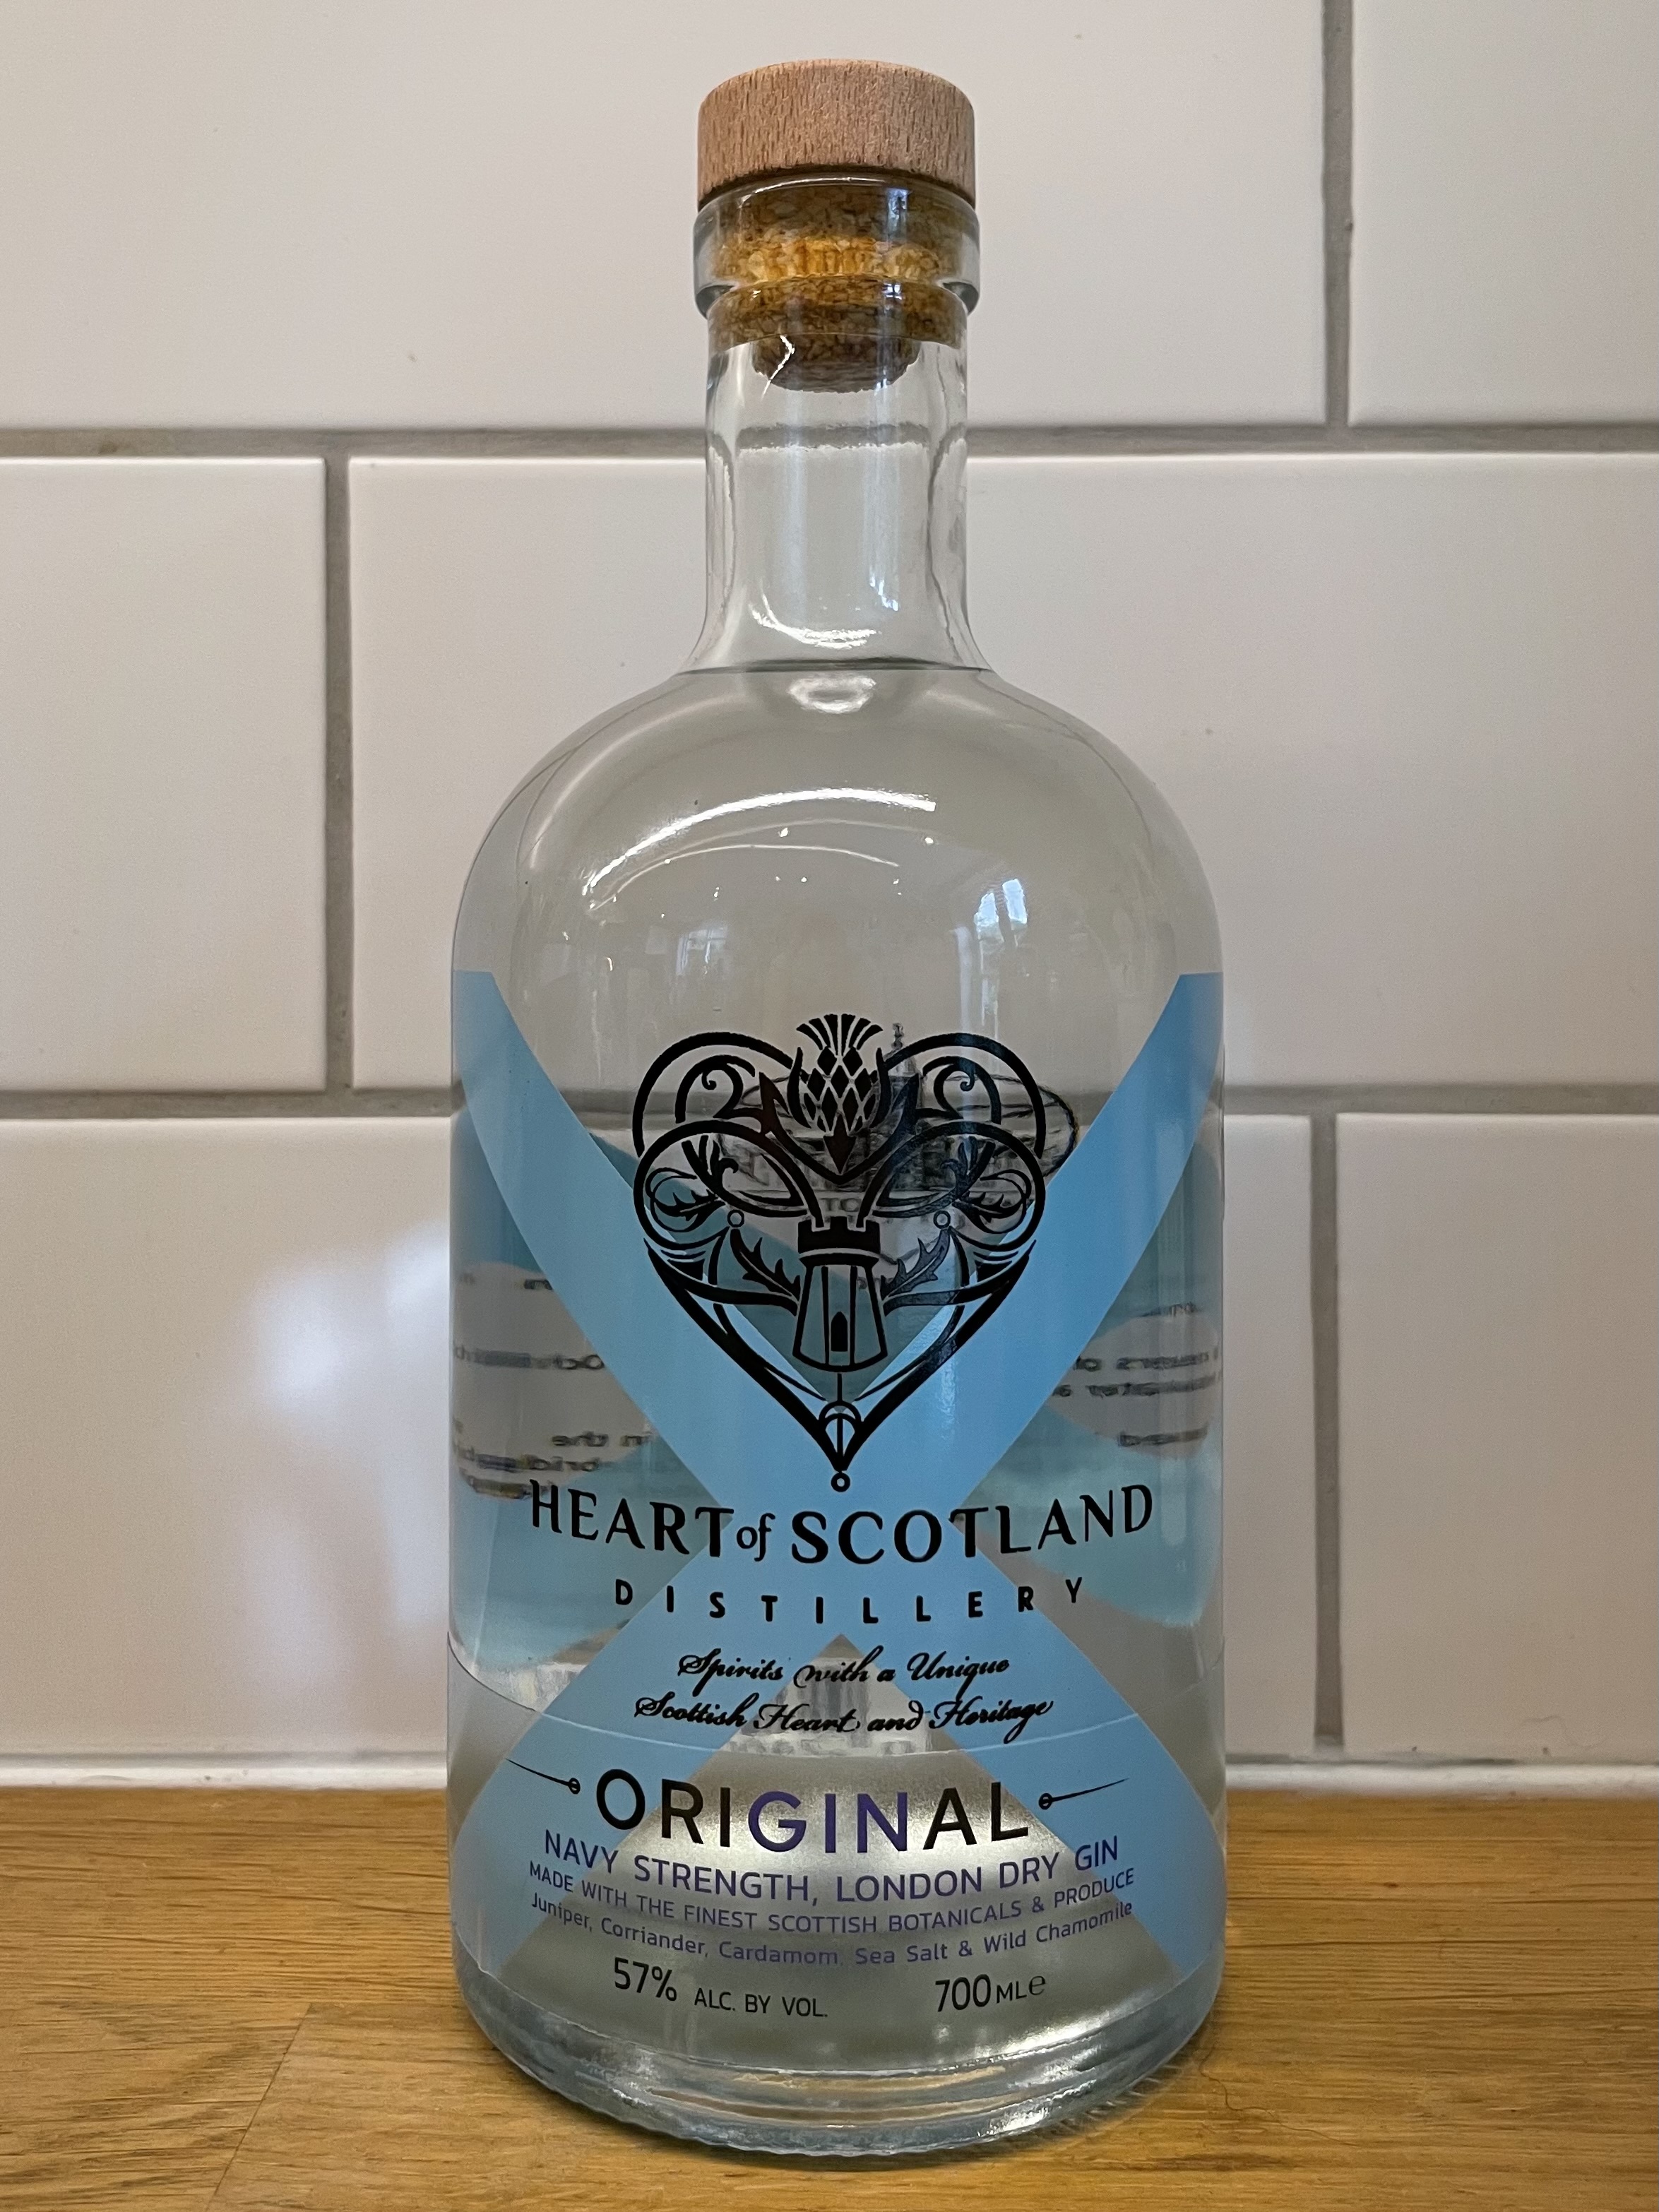 HEART of SCOTLAND
DISTILLERY
Spirits with a Unique
Scottish Heart and Heritage
ORIGINAL
NAVY STRENGTH, LONDON DRY GIN
MADE WITH THE FINEST SCOTTISH BOTANICALS & PRODUCE
Juniper, Corriander, Cardamom, Sea Salt & Wild Chamomile
57% ALC. BY VOL. 700MLe